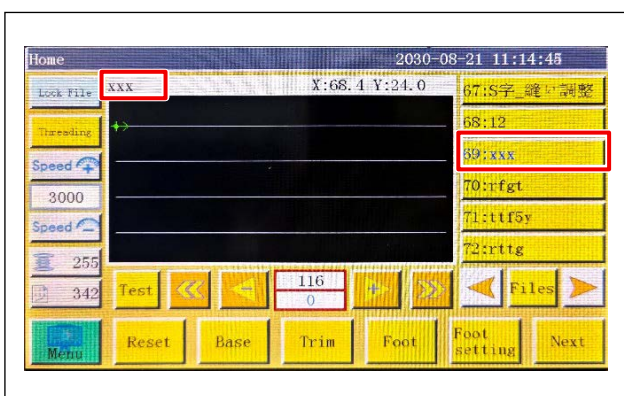 Home 2030-08-21 11:14:45
Lock File
xxx X:68.4 Y:24.0
67:S字_縫い調整
Threading
68:12
Speed
69:xxx
3000
70:rfgt
Speed
71:ttf5y
255
72:rttg
342
Test
116
0
Files
Menu
Reset
Base
Trim
Foot
Foot setting
Next